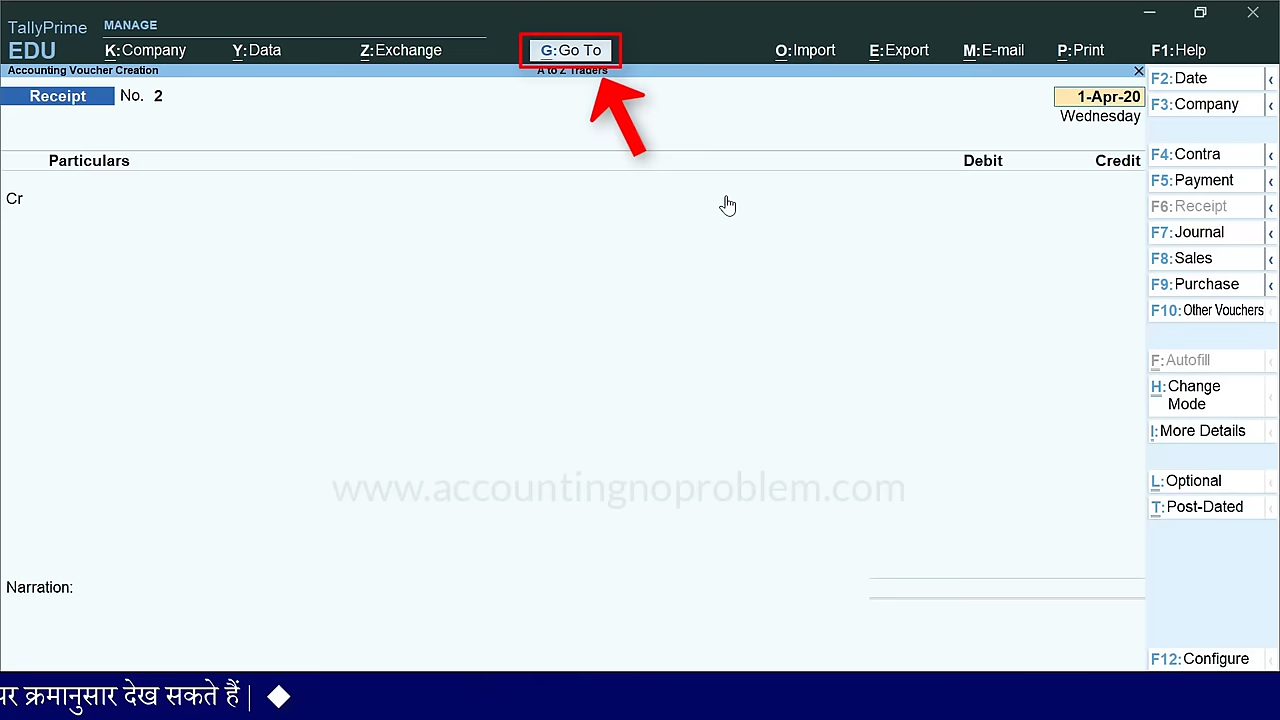 TallyPrime MANAGE
EDU K:Company Y:Data Z:Exchange G:Go To O:Import E:Export M:E-mail P:Print F1:Help
Accounting Voucher Creation A to Z Traders
F2:Date
Receipt No. 2 1-Apr-20
F3:Company
Wednesday
Particulars Debit Credit
F4:Contra
F5:Payment
Cr
F6:Receipt
F7:Journal
F8:Sales
F9:Purchase
F10:Other Vouchers
F:Autofill
H:Change
Mode
I:More Details
L:Optional
www.accountingnoproblem.com
T:Post-Dated
Narration:
F12:Configure
क्रमानुसार देख सकते हैं |